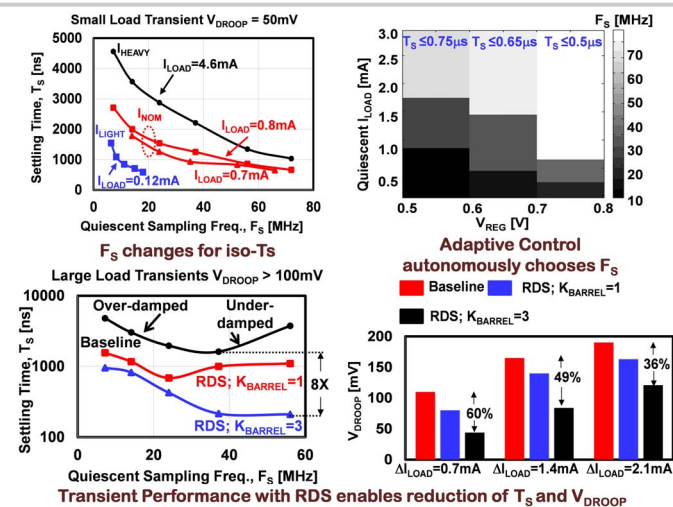 Small Load Transient V_DROOP = 50mV
Settling Time, T_S [ns]
5000
4000
3000
2000
1000
0
I_HEAVY
I_LOAD=4.6mA
I_NOM
I_LOAD=0.8mA
I_LIGHT
I_LOAD=0.7mA
I_LOAD=0.12mA
0 20 40 60 80
Quiescent Sampling Freq., F_S [MHz]
F_S changes for iso-Ts
F_S [MHz]
Quiescent I_LOAD [mA]
3.0
2.5
2.0
1.5
1.0
0.5
T_S ≤0.75µs T_S ≤0.65µs T_S ≤0.5µs
70
60
50
40
30
20
10
0.5 0.6 0.7 0.8
V_REG [V]
Adaptive Control
autonomously chooses F_S
Large Load Transients V_DROOP > 100mV
Settling Time, T_S [ns]
10000
1000
100
Over-damped
Under-
damped
Baseline
RDS; K_BARREL=1
8X
RDS; K_BARREL=3
0 20 40 60
Quiescent Sampling Freq., F_S [MHz]
Baseline
RDS; K_BARREL=1
RDS; K_BARREL=3
V_DROOP [mV]
200
150
100
50
0
60%
49%
36%
ΔI_LOAD=0.7mA ΔI_LOAD=1.4mA ΔI_LOAD=2.1mA
Transient Performance with RDS enables reduction of T_S and V_DROOP